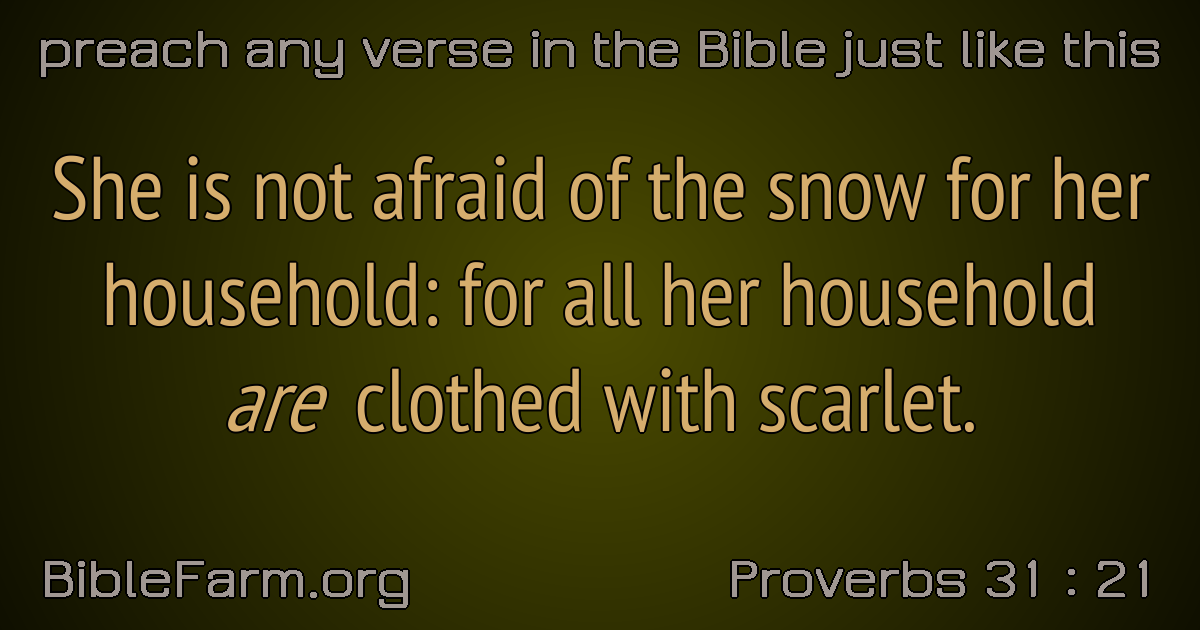 preach any verse in the Bible just like this
She is not afraid of the snow for her
household: for all her household
are clothed with scarlet.
BibleFarm.org
Proverbs 31 : 21